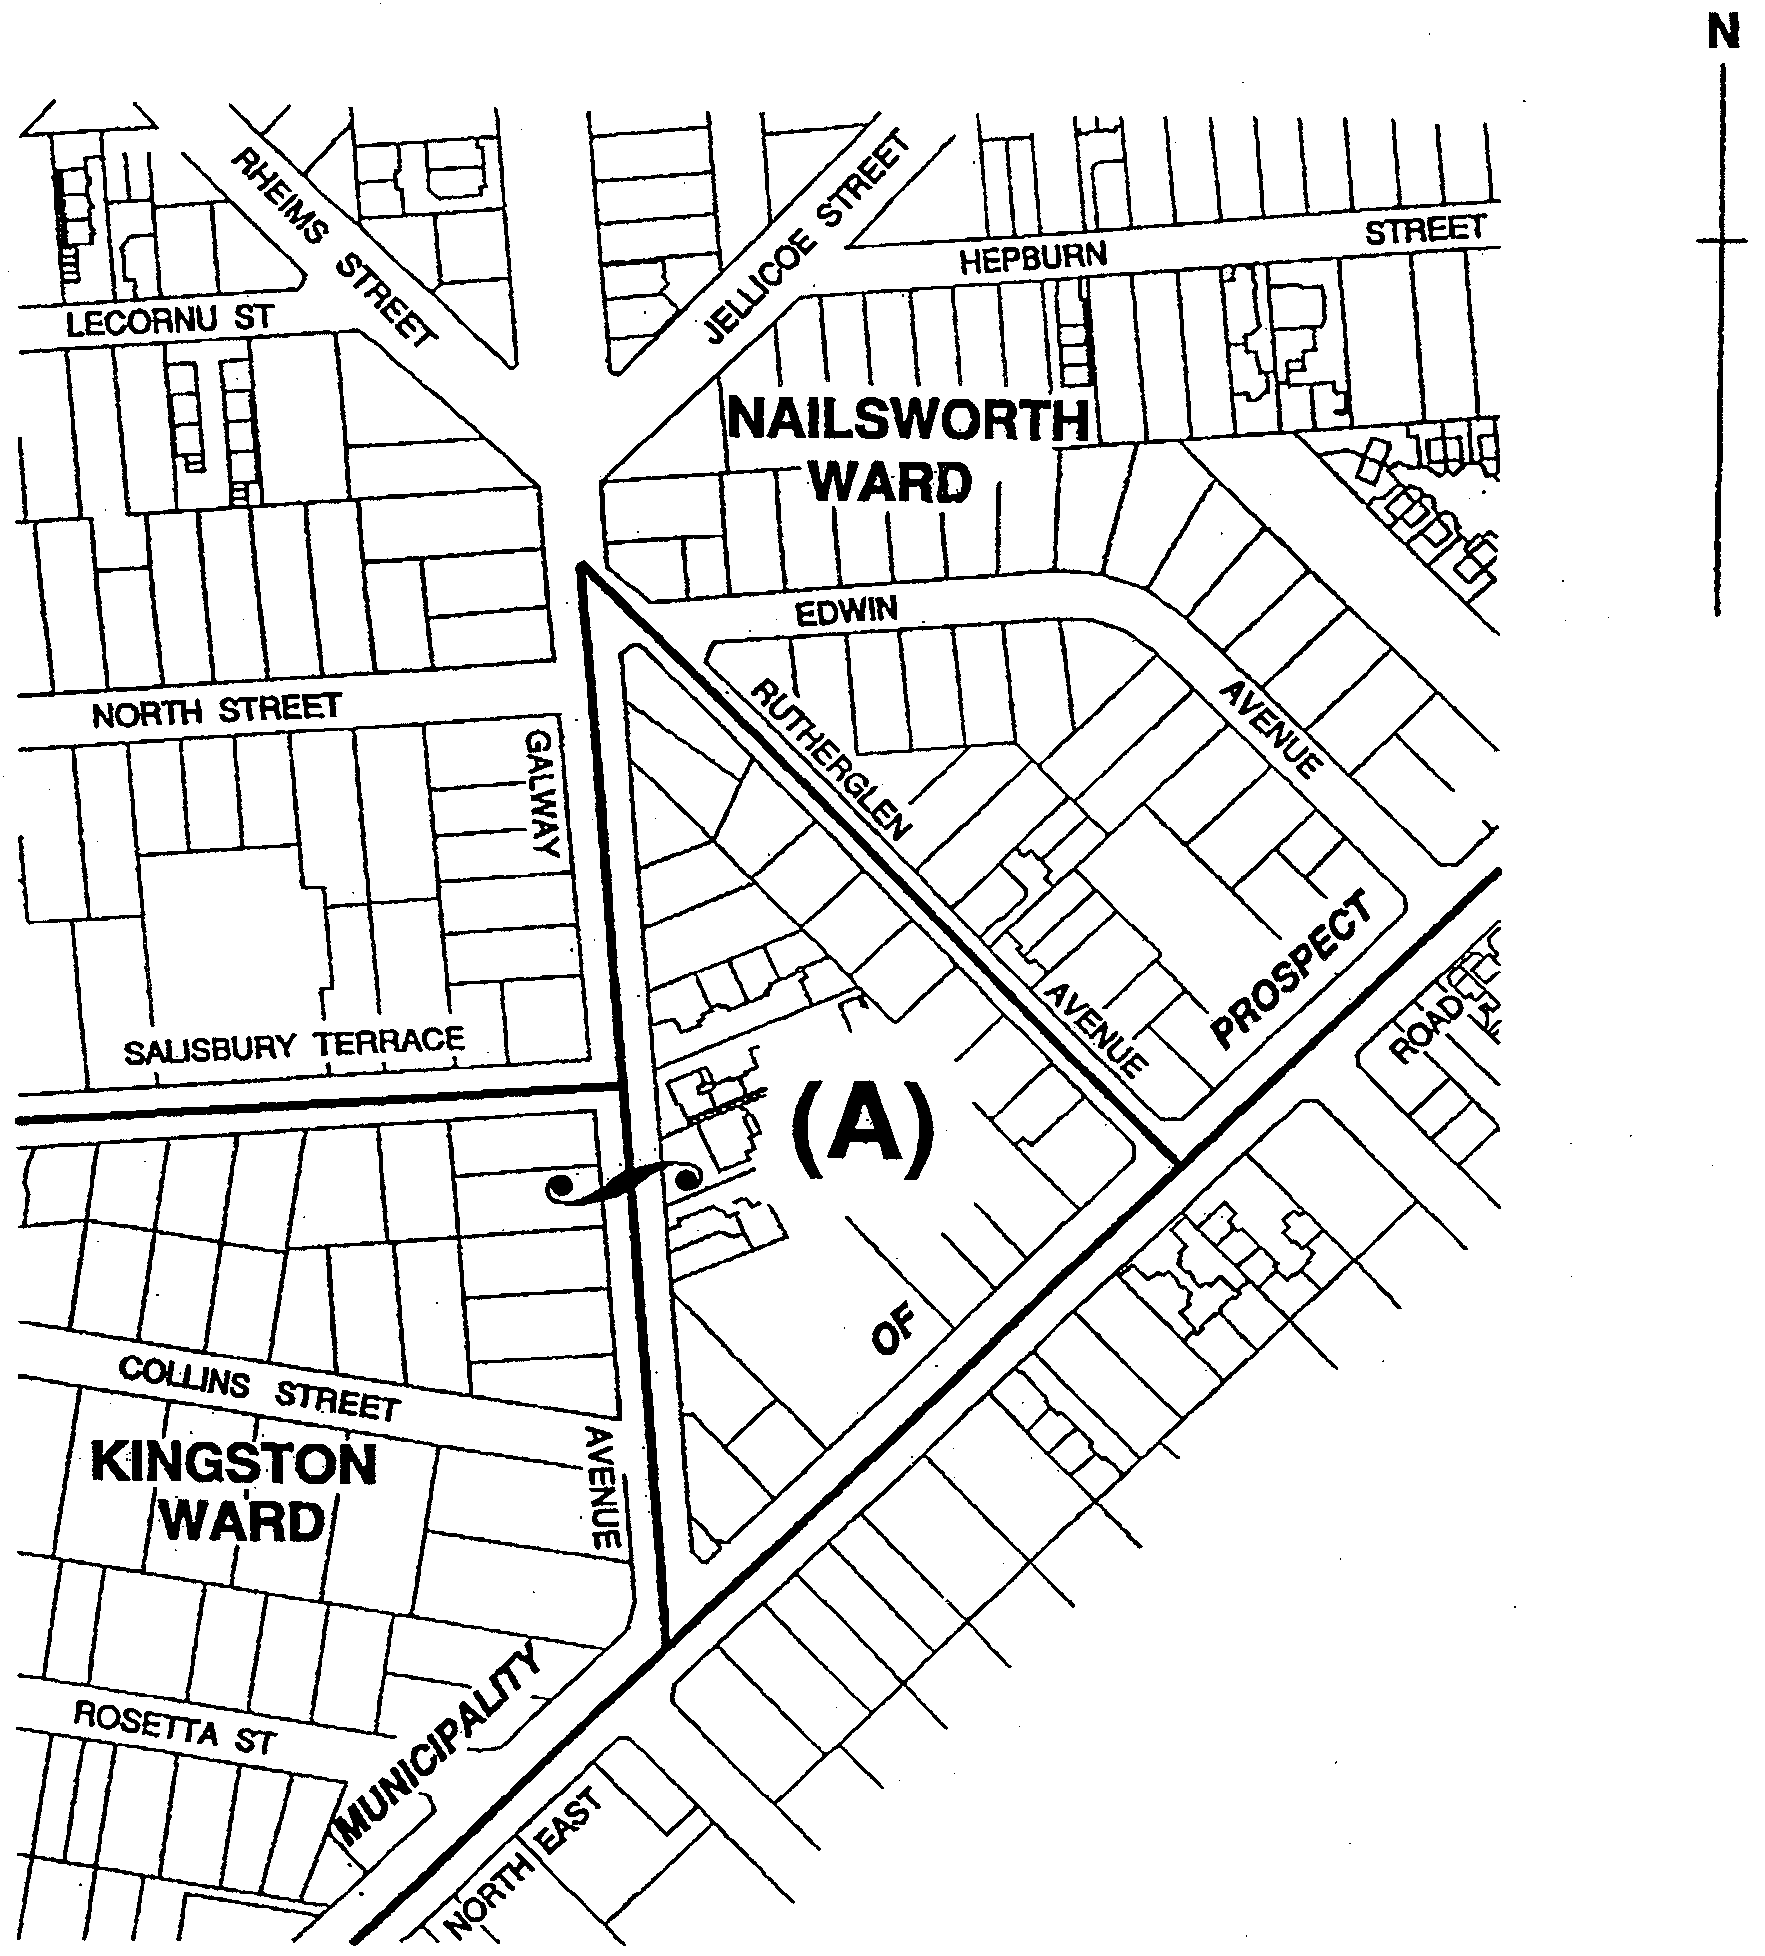 N
RHEIMS STREET
JELLICOE STREET
HEPBURN STREET
LECORNU ST
NAILSWORTH
WARD
EDWIN AVENUE
NORTH STREET
RUTHERGLEN AVENUE
GALWAY AVENUE
SALISBURY TERRACE
(A)
COLLINS STREET
KINGSTON
WARD
ROSETTA ST
MUNICIPALITY OF PROSPECT
NORTH EAST ROAD